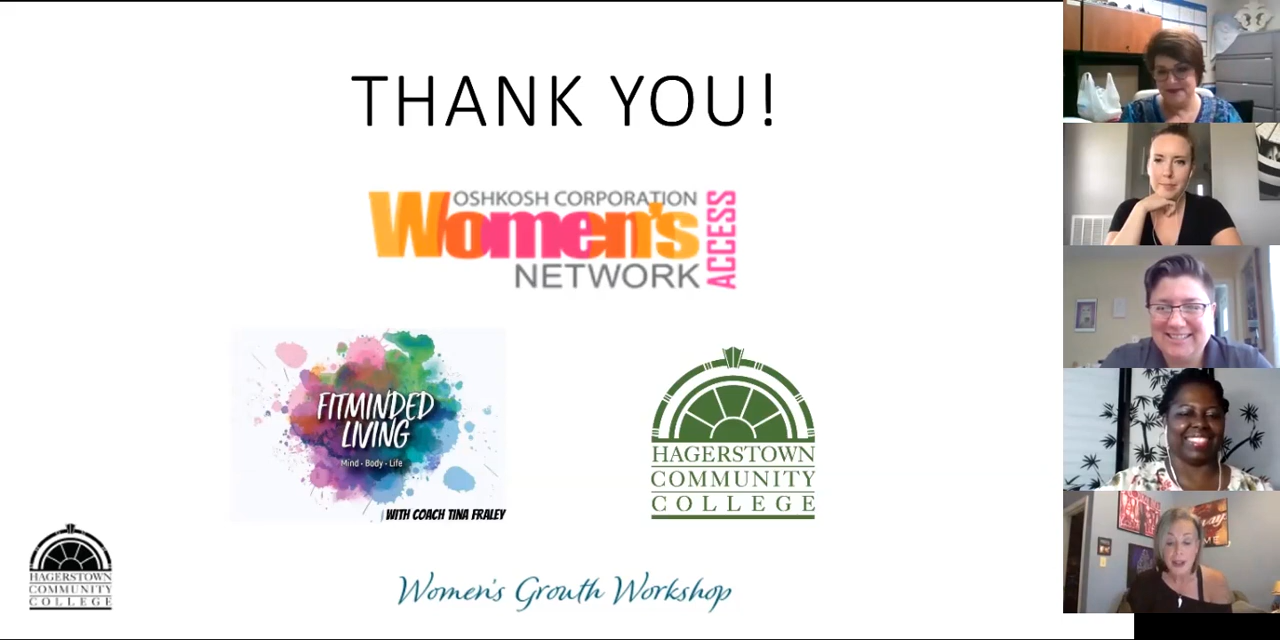 THANK YOU!
OSHKOSH CORPORATION
Women's
NETWORK
ACCESS
FITMINDED
LIVING
Mind • Body • Life
WITH COACH TINA FRALEY
HAGERSTOWN
COMMUNITY
COLLEGE
HAGERSTOWN
COMMUNITY
COLLEGE
Women's Growth Workshop